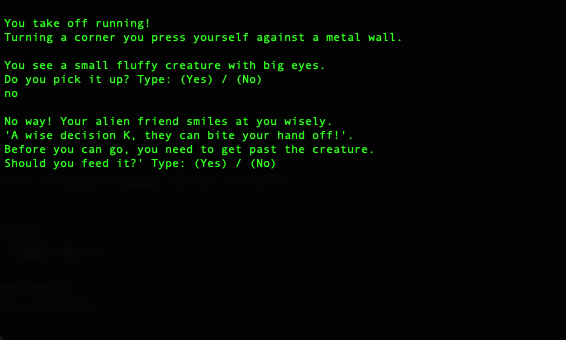 You take off running!
Turning a corner you press yourself against a metal wall.
You see a small fluffy creature with big eyes.
Do you pick it up? Type: (Yes) / (No)
no
No way! Your alien friend smiles at you wisely.
'A wise decision K, they can bite your hand off!'.
Before you can go, you need to get past the creature.
Should you feed it?' Type: (Yes) / (No)